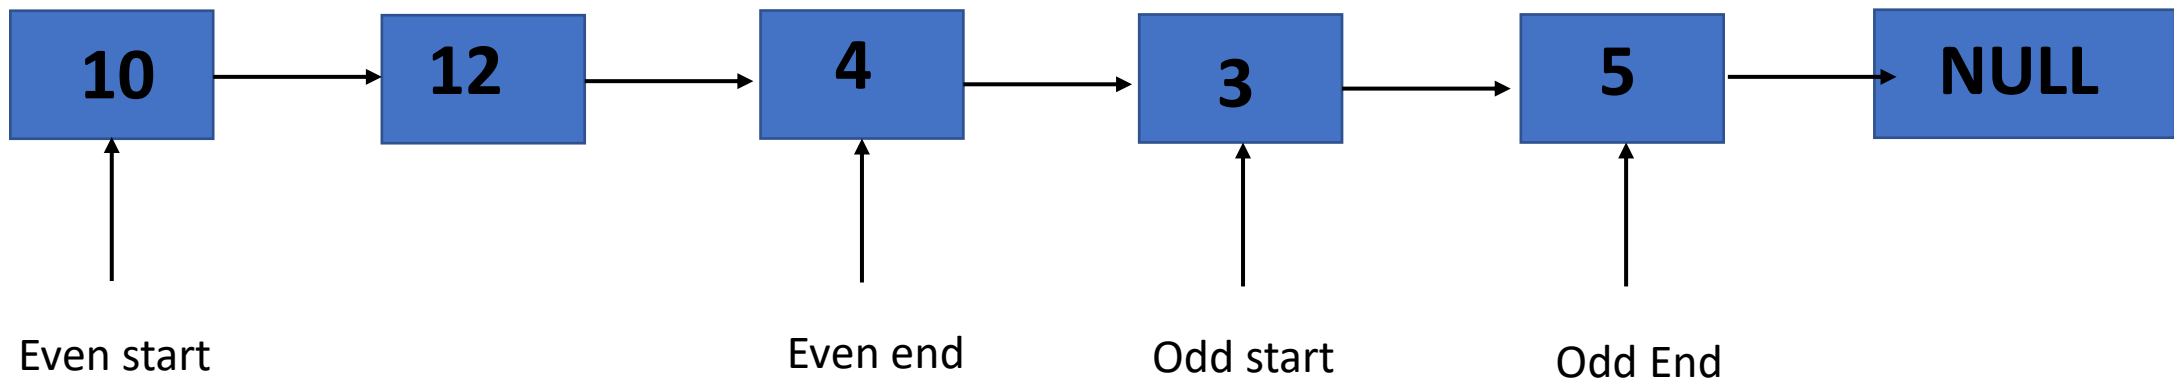 10 12 4 3 5 NULL
Even start Even end Odd start Odd End